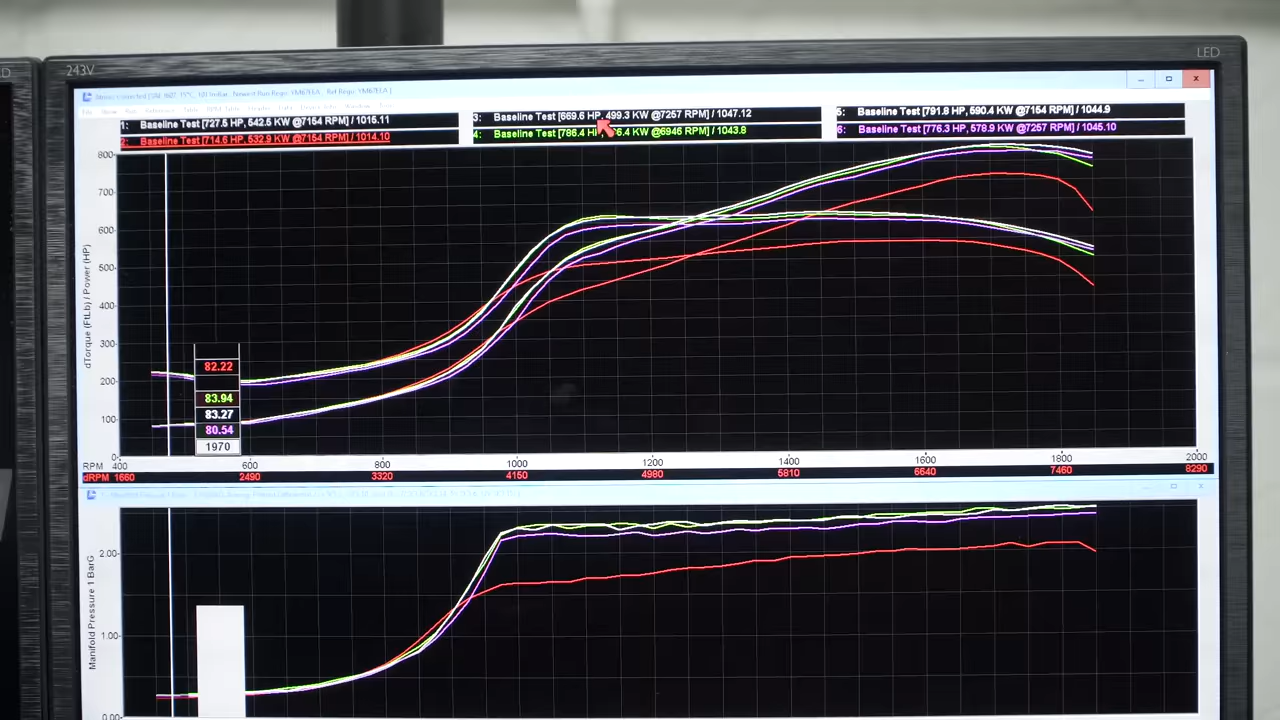 243V
LED
1: Baseline Test [727.5 HP, 542.5 KW @7154 RPM] / 1015.11
2: Baseline Test [714.6 HP, 532.9 KW @7154 RPM] / 1014.10
3: Baseline Test [669.6 HP, 499.3 KW @7257 RPM] / 1047.12
4: Baseline Test [786.4 KW @6946 RPM] / 1043.8
5: Baseline Test [791.8 HP, 590.4 KW @7154 RPM] / 1044.9
6: Baseline Test [776.3 HP, 578.9 KW @7257 RPM] / 1045.10
dTorque (FtLb) / Power (HP)
800
700
600
500
400
300
200
100
0
82.22
83.94
83.27
80.54
1970
RPM 400 600 800 1000 1200 1400 1600 1800 2000
dRPM 1660 2490 3320 4150 4980 5810 6640 7460 8290
Manifold Pressure 1 BarG
2.00
1.00
0.00